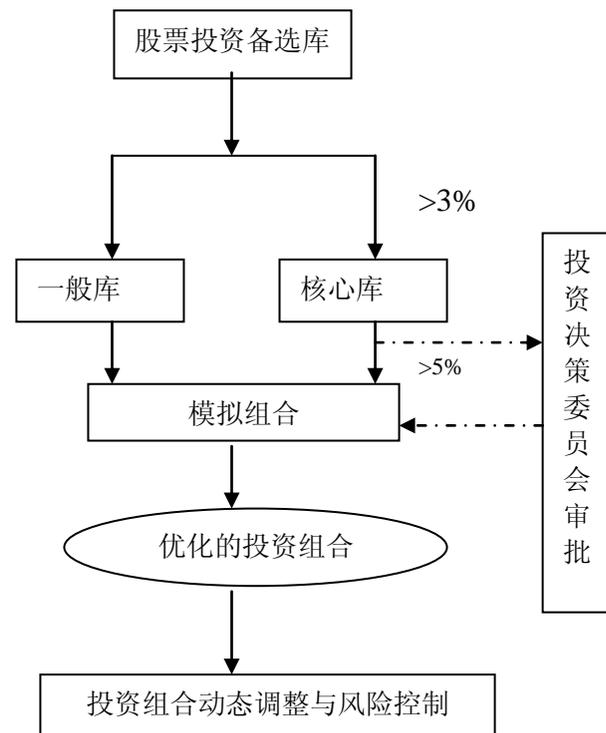 股票投资备选库
>3%
一般库
核心库
投资决策委员会审批
>5%
模拟组合
优化的投资组合
投资组合动态调整与风险控制